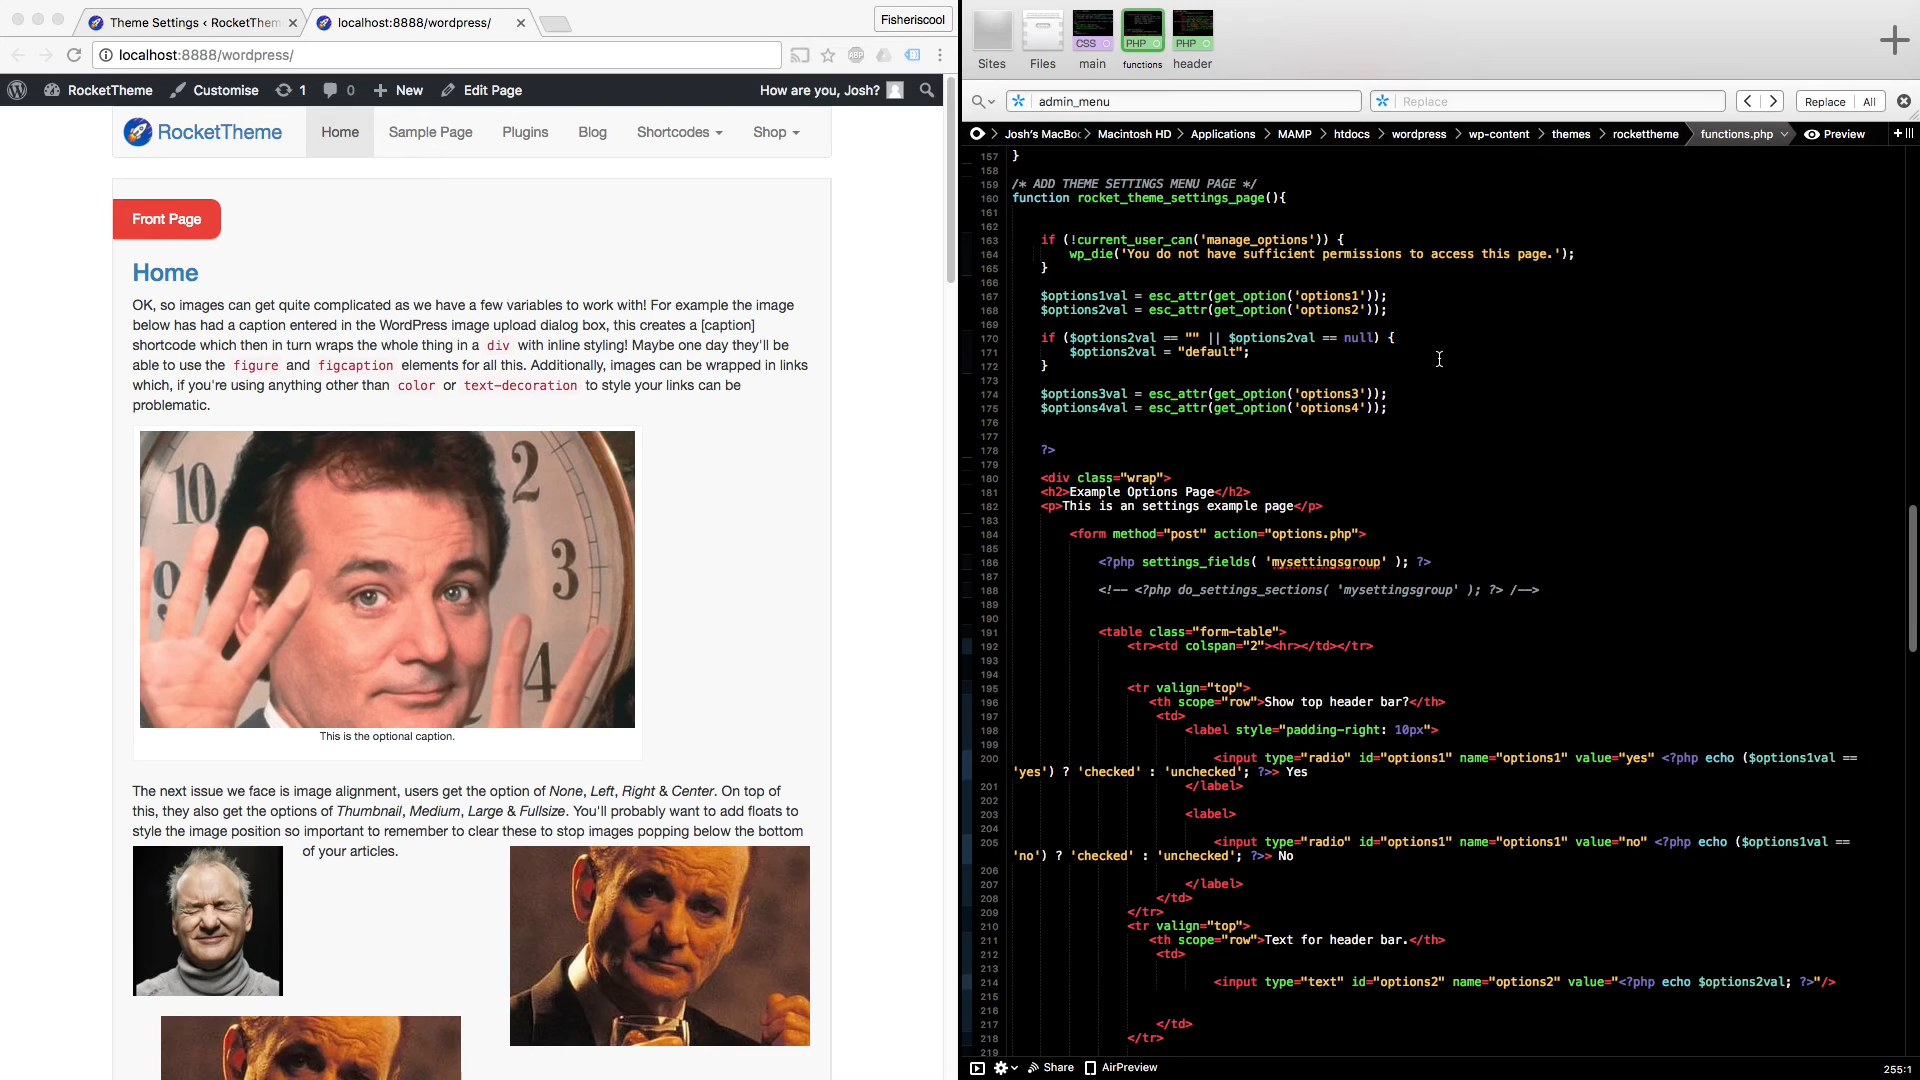 Theme Settings ‹ RocketThem
localhost:8888/wordpress/
Fisheriscool
localhost:8888/wordpress/
RocketTheme
Customise
1
0
New
Edit Page
How are you, Josh?
RocketTheme
Home
Sample Page
Plugins
Blog
Shortcodes
Shop
Front Page
Home
OK, so images can get quite complicated as we have a few variables to work with! For example the image
below has had a caption entered in the WordPress image upload dialog box, this creates a [caption]
shortcode which then in turn wraps the whole thing in a div with inline styling! Maybe one day they'll be
able to use the figure and figcaption elements for all this. Additionally, images can be wrapped in links
which, if you're using anything other than color or text-decoration to style your links can be
problematic.
10
2
3
9
4
This is the optional caption.
The next issue we face is image alignment, users get the option of None, Left, Right & Center. On top of
this, they also get the options of Thumbnail, Medium, Large & Fullsize. You'll probably want to add floats to
style the image position so important to remember to clear these to stop images popping below the bottom
of your articles.
CSS
PHP
PHP
Sites
Files
main
functions
header
admin_menu
Replace
Replace
All
Josh's MacBo
Macintosh HD
Applications
MAMP
htdocs
wordpress
wp-content
themes
rockettheme
functions.php
Preview
157 }
158
159 /* ADD THEME SETTINGS MENU PAGE */
160 function rocket_theme_settings_page(){
161
162
163 if (!current_user_can('manage_options')) {
164 wp_die('You do not have sufficient permissions to access this page.');
165 }
166
167 $options1val = esc_attr(get_option('options1'));
168 $options2val = esc_attr(get_option('options2'));
169
170 if ($options2val == "" || $options2val == null) {
171 $options2val = "default";
172 }
173
174 $options3val = esc_attr(get_option('options3'));
175 $options4val = esc_attr(get_option('options4'));
176
177
178 ?>
179
180 <div class="wrap">
181 <h2>Example Options Page</h2>
182 <p>This is an settings example page</p>
183
184 <form method="post" action="options.php">
185
186 <?php settings_fields( 'mysettingsgroup' ); ?>
187
188 <!-- <?php do_settings_sections( 'mysettingsgroup' ); ?> /-->
189
190
191 <table class="form-table">
192 <tr><td colspan="2"><hr></td></tr>
193
194
195 <tr valign="top">
196 <th scope="row">Show top header bar?</th>
197 <td>
198 <label style="padding-right: 10px">
199
200 <input type="radio" id="options1" name="options1" value="yes" <?php echo ($options1val ==
'yes') ? 'checked' : 'unchecked'; ?>> Yes
201 </label>
202
203 <label>
204
205 <input type="radio" id="options1" name="options1" value="no" <?php echo ($options1val ==
'no') ? 'checked' : 'unchecked'; ?>> No
206
207 </label>
208 </td>
209 </tr>
210 <tr valign="top">
211 <th scope="row">Text for header bar.</th>
212 <td>
213
214 <input type="text" id="options2" name="options2" value="<?php echo $options2val; ?>"/>
215
216
217 </td>
218 </tr>
219
Share
AirPreview
255:1